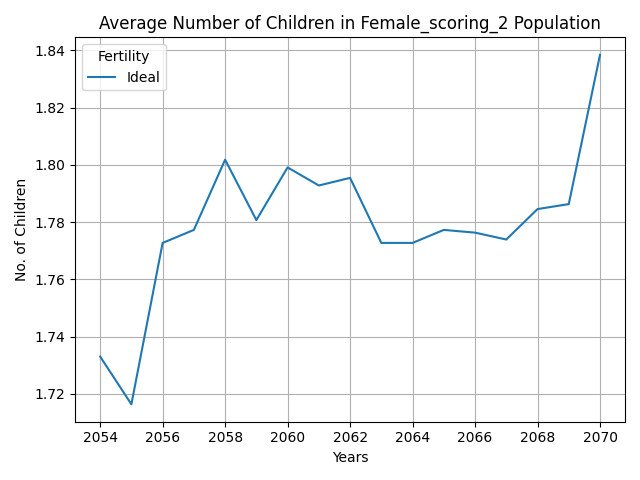 Average Number of Children in Female_scoring_2 Population
Fertility
Ideal
1.84
1.82
1.80
1.78
1.76
1.74
1.72
No. of Children
2054 2056 2058 2060 2062 2064 2066 2068 2070
Years